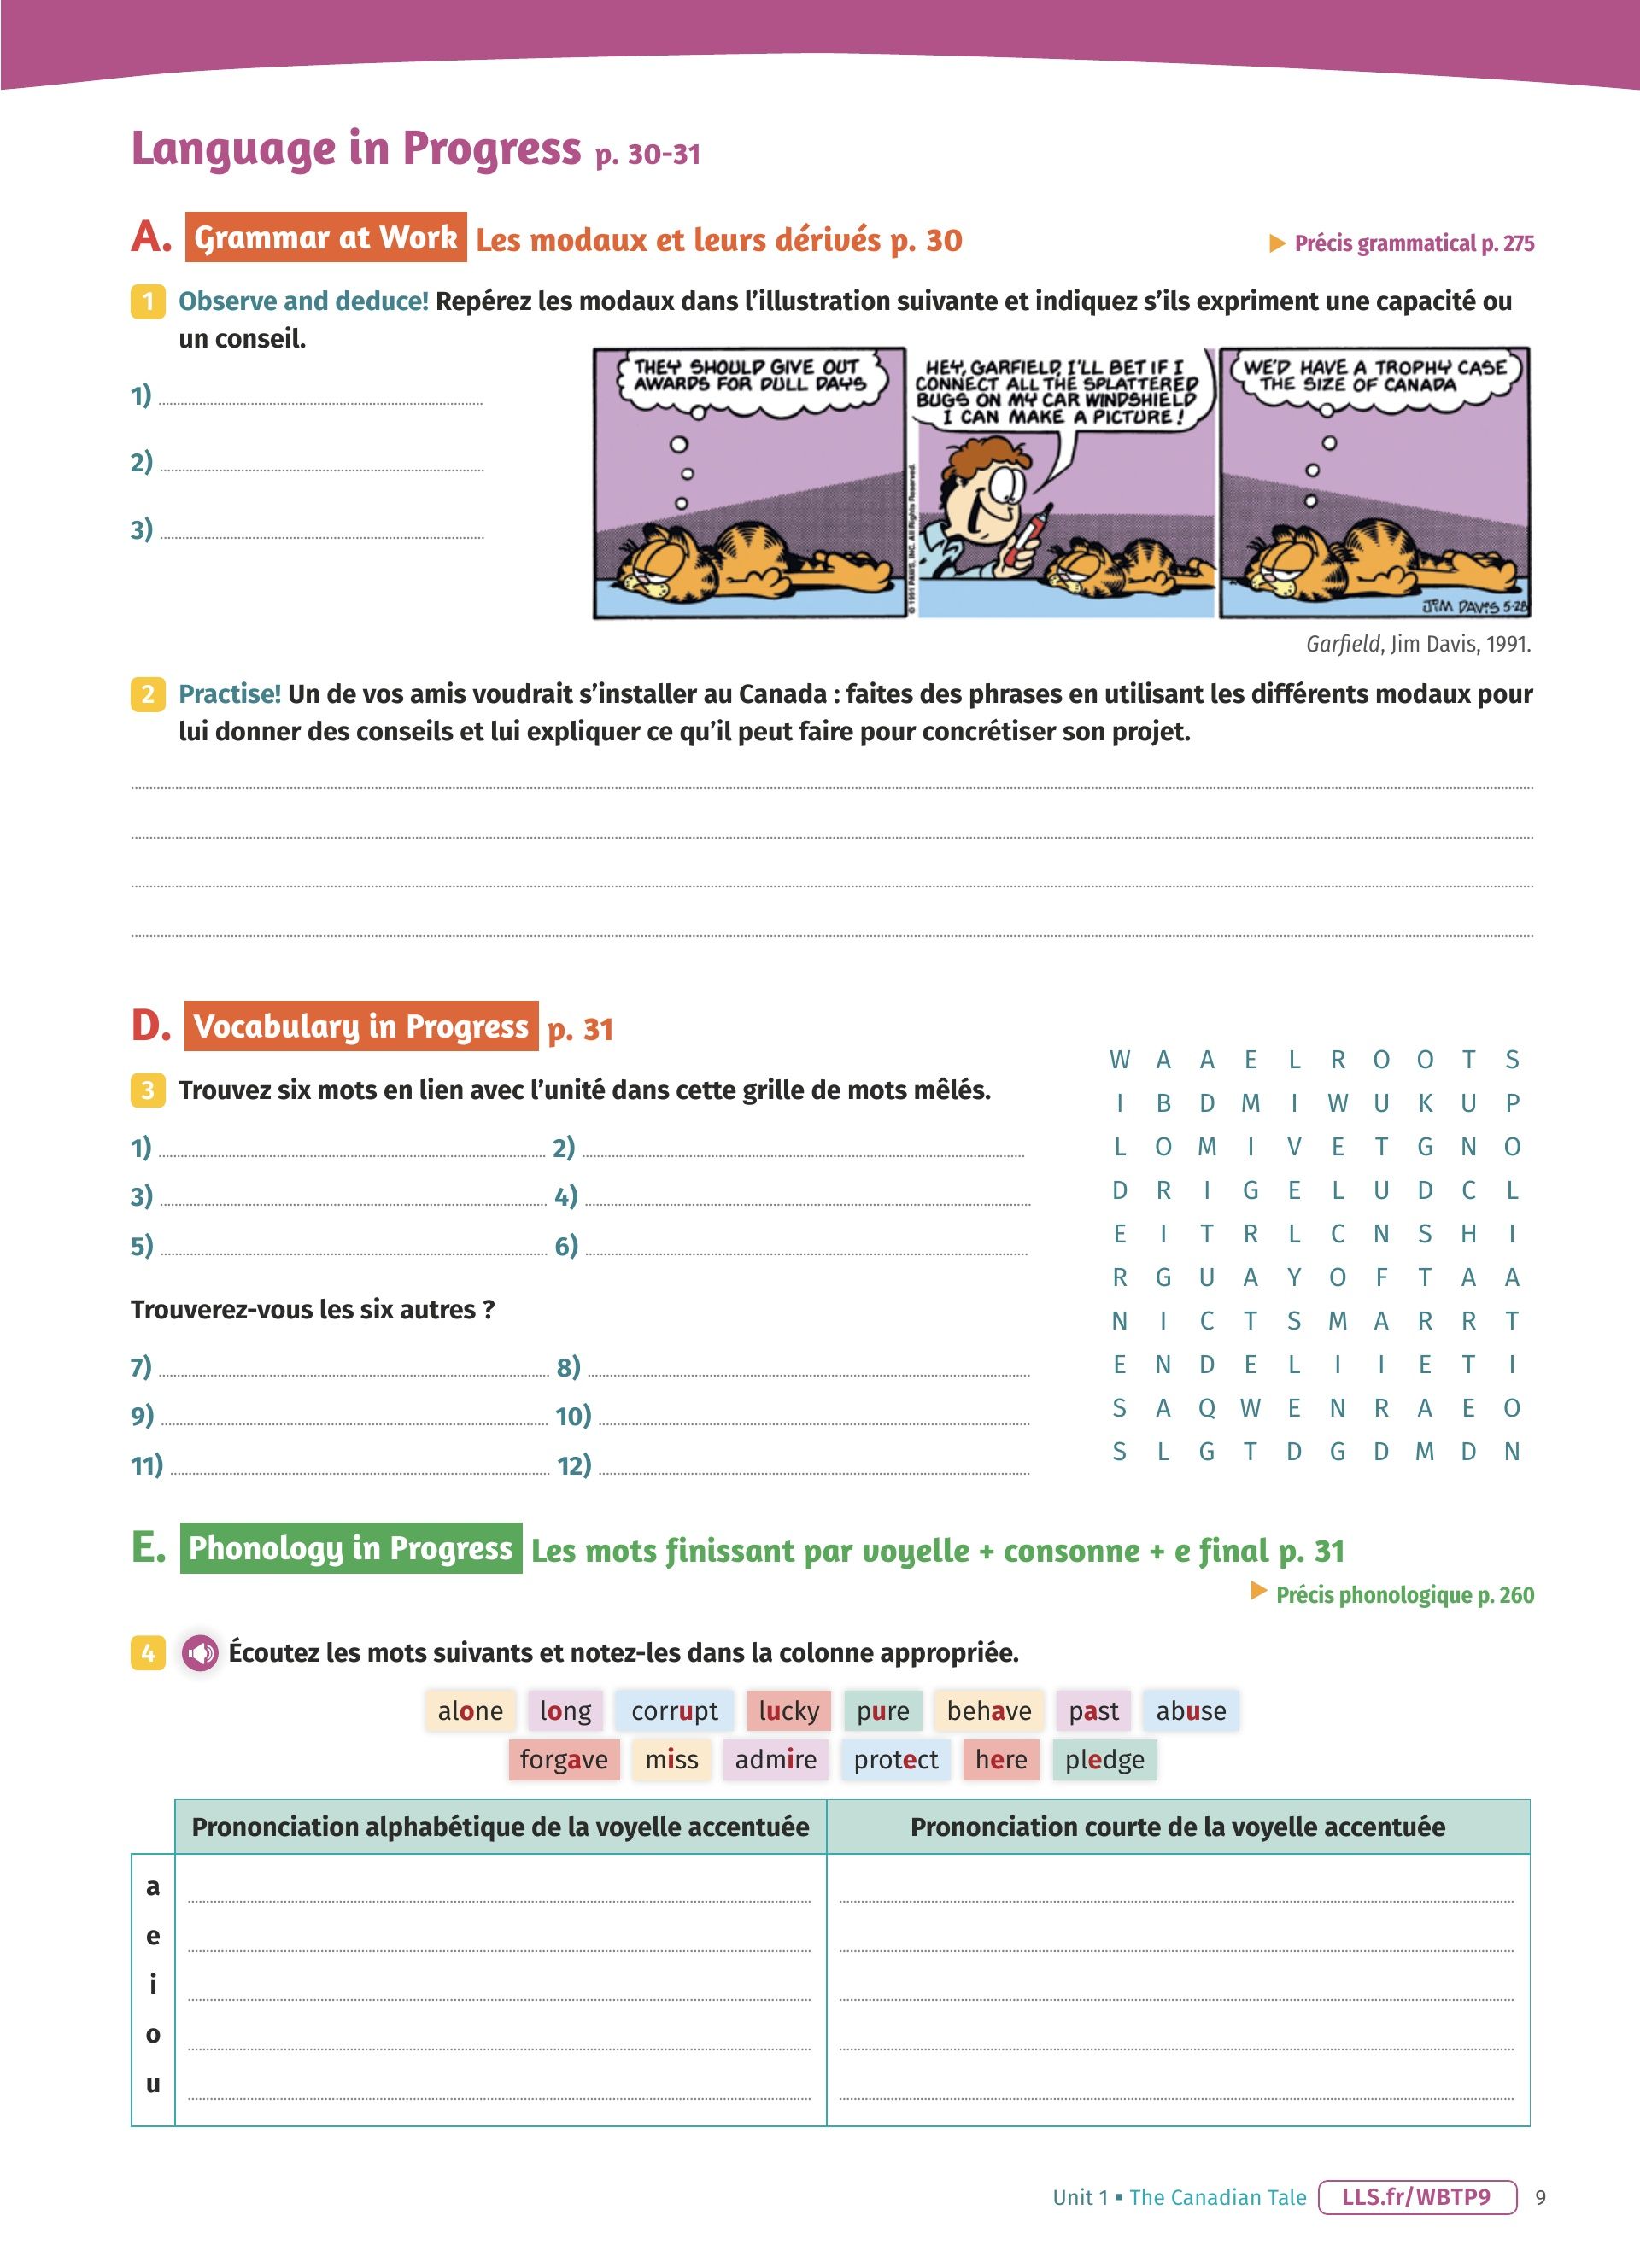 Language in Progress p. 30-31
A. Grammar at Work Les modaux et leurs dérivés p. 30
▶ Précis grammatical p. 275
1 Observe and deduce! Repérez les modaux dans l’illustration suivante et indiquez s’ils expriment une capacité ou
un conseil.
1)
2)
3)
THEY SHOULD GIVE OUT
AWARDS FOR DULL DAYS
© 1991 PAWS, INC. All Rights Reserved.
HEY, GARFIELD, I’LL BET IF I
CONNECT ALL THE SPLATTERED
BUGS ON MY CAR WINDSHIELD
I CAN MAKE A PICTURE!
WE’D HAVE A TROPHY CASE
THE SIZE OF CANADA
JIM DAVIS 5-28
Garfield, Jim Davis, 1991.
2 Practise! Un de vos amis voudrait s’installer au Canada : faites des phrases en utilisant les différents modaux pour
lui donner des conseils et lui expliquer ce qu’il peut faire pour concrétiser son projet.
D. Vocabulary in Progress p. 31
3 Trouvez six mots en lien avec l’unité dans cette grille de mots mêlés.
1) 2)
3) 4)
5) 6)
Trouverez-vous les six autres ?
7) 8)
9) 10)
11) 12)
W A A E L R O O T S
I B D M I W U K U P
L O M I V E T G N O
D R I G E L U D C L
E I T R L C N S H I
R G U A Y O F T A A
N I C T S M A R R T
E N D E L I I E T I
S A Q W E N R A E O
S L G T D G D M D N
E. Phonology in Progress Les mots finissant par voyelle + consonne + e final p. 31
▶ Précis phonologique p. 260
4 Écoutez les mots suivants et notez-les dans la colonne appropriée.
alone long corrupt lucky pure behave past abuse
forgave miss admire protect here pledge
Prononciation alphabétique de la voyelle accentuée Prononciation courte de la voyelle accentuée
a
e
i
o
u
Unit 1 ▪ The Canadian Tale LLS.fr/WBTP9 9